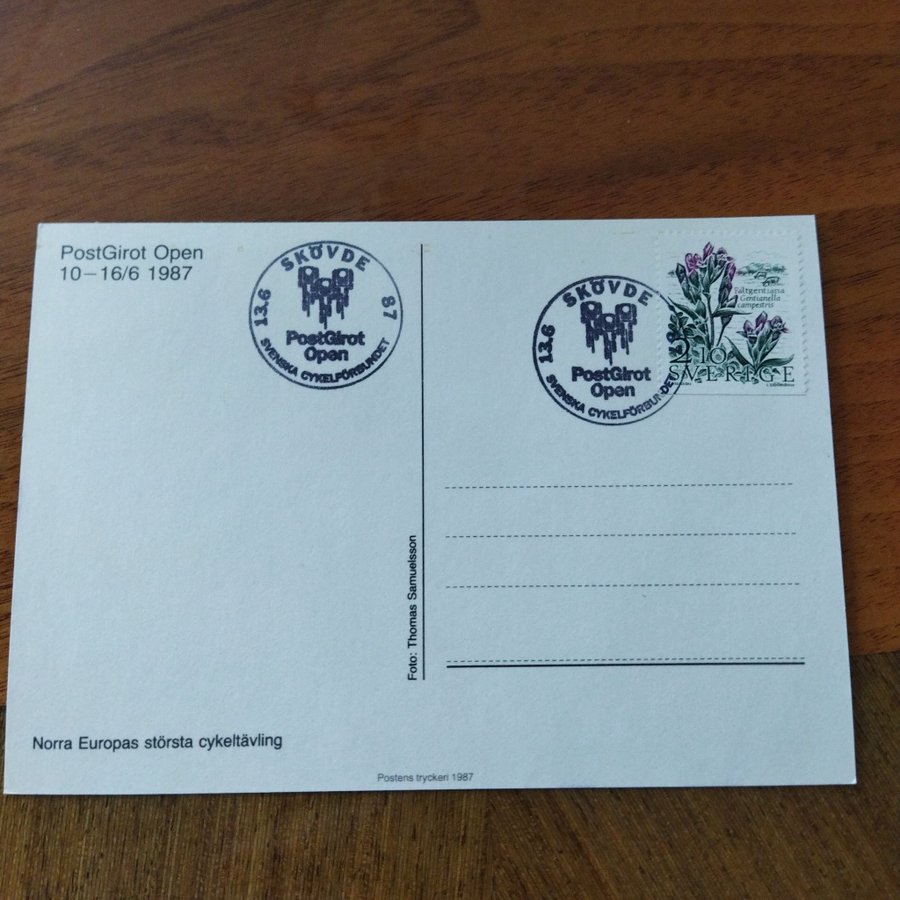 PostGirot Open
10–16/6 1987
SKÖVDE
13.6 87
PostGirot
Open
SVENSKA CYKELFÖRBUNDET
SKÖVDE
13.6
PostGirot
Open
SVENSKA CYKELFÖRBUNDET
Fältgentiana
Gentianella
campestris
2.10
SVERIGE
Foto: Thomas Samuelsson
Norra Europas största cykeltävling
Postens tryckeri 1987